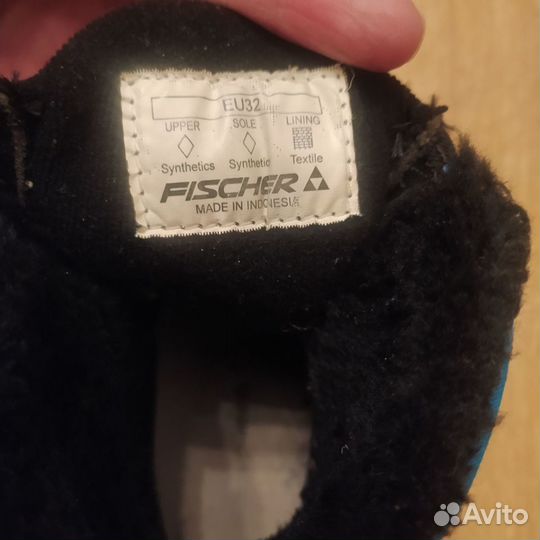 EU32
UPPER SOLE LINING
Synthetics Synthetic Textile
FISCHER
MADE IN INDONESIA
Avito